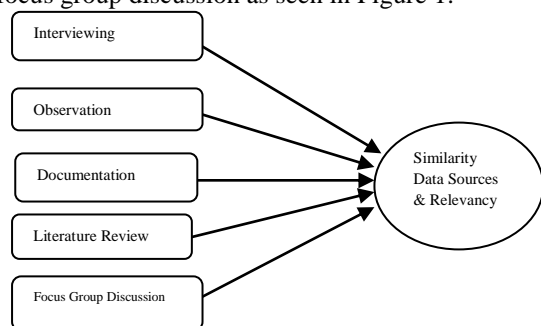 focus group discussion as seen in Figure 1.
Interviewing
Observation
Documentation
Literature Review
Focus Group Discussion
Similarity
Data Sources
& Relevancy